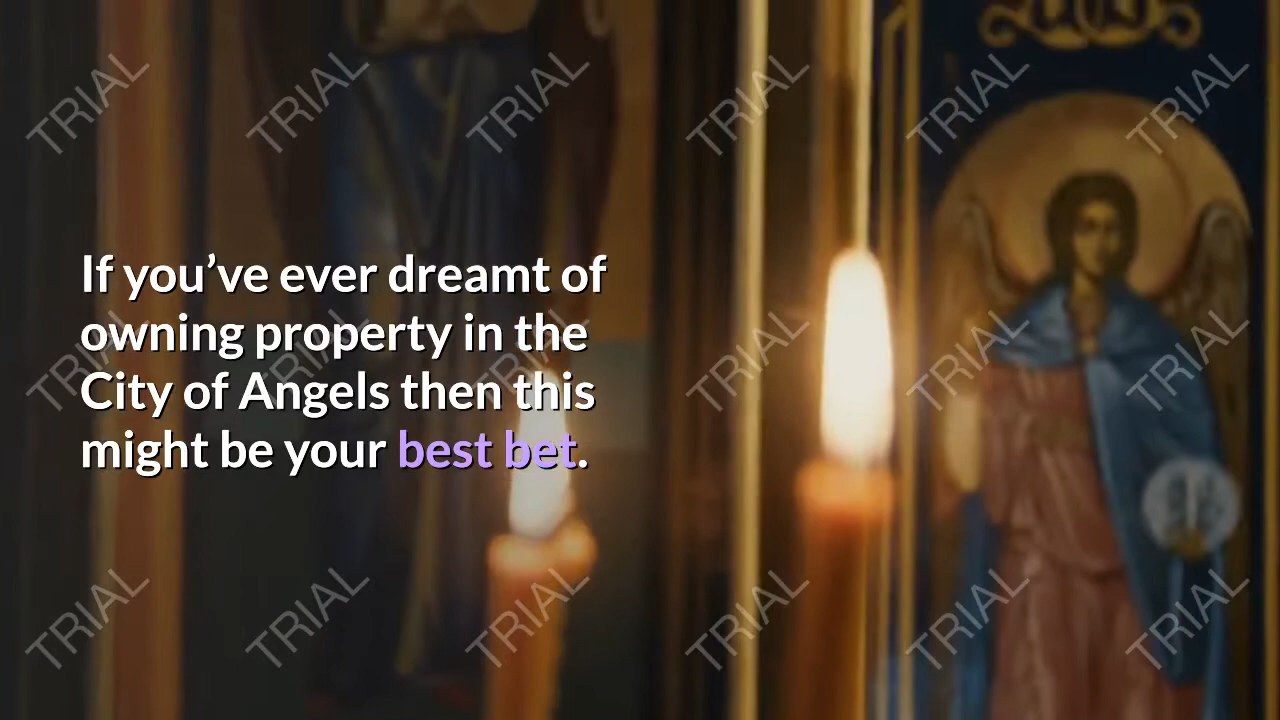 TRIAL TRIAL TRIAL TRIAL TRIAL TRIAL
If you’ve ever dreamt of
owning property in the
City of Angels then this
might be your best bet.
TRIAL TRIAL TRIAL TRIAL TRIAL TRIAL
TRIAL TRIAL TRIAL TRIAL TRIAL TRIAL